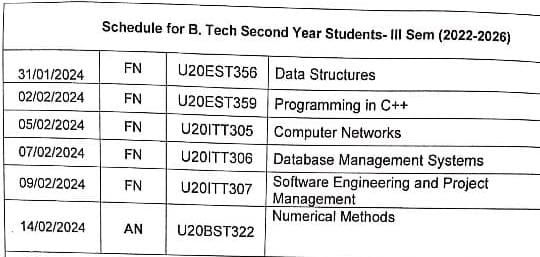 Schedule for B. Tech Second Year Students- III Sem (2022-2026)
31/01/2024 FN U20EST356 Data Structures
02/02/2024 FN U20EST359 Programming in C++
05/02/2024 FN U20ITT305 Computer Networks
07/02/2024 FN U20ITT306 Database Management Systems
09/02/2024 FN U20ITT307 Software Engineering and Project
Management
14/02/2024 AN U20BST322 Numerical Methods